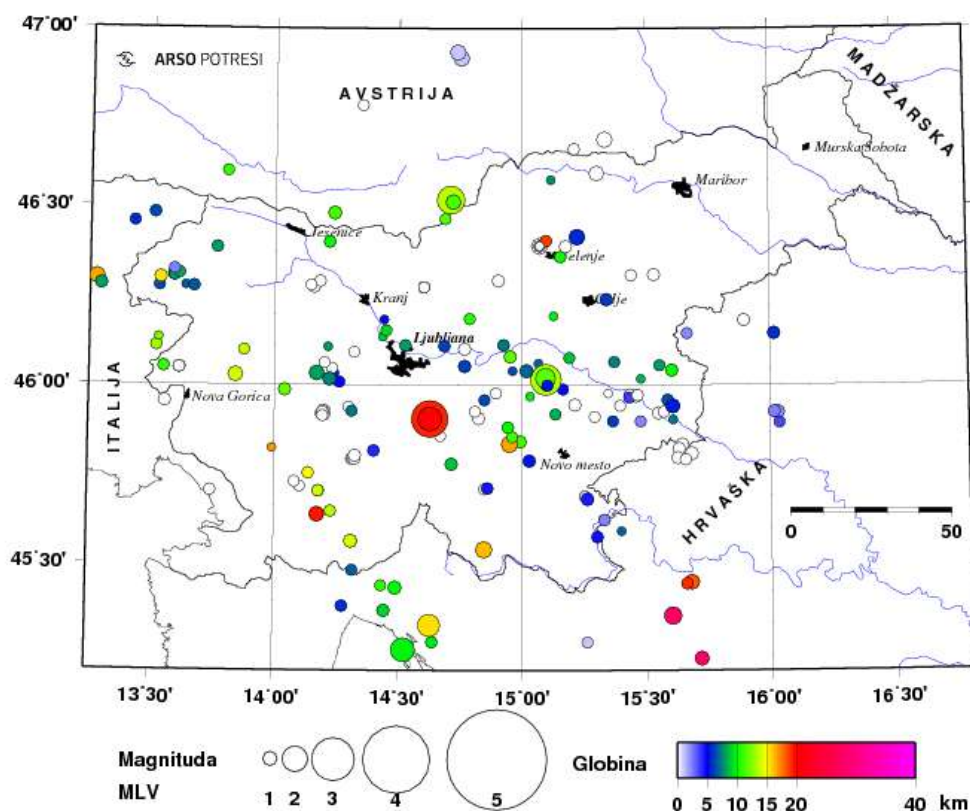 47°00'
ARSO POTRESI
AVSTRIJA
MADŽARSKA
Murska Sobota
Maribor
46°30'
Jesenice
Velenje
Kranj
Celje
Ljubljana
46°00'
Nova Gorica
ITALIJA
Novo mesto
HRVAŠKA
0 50
45°30'
13°30' 14°00' 14°30' 15°00' 15°30' 16°00' 16°30'
Magnituda
MLV
1 2 3 4 5
Globina
0 5 10 15 20 40 km